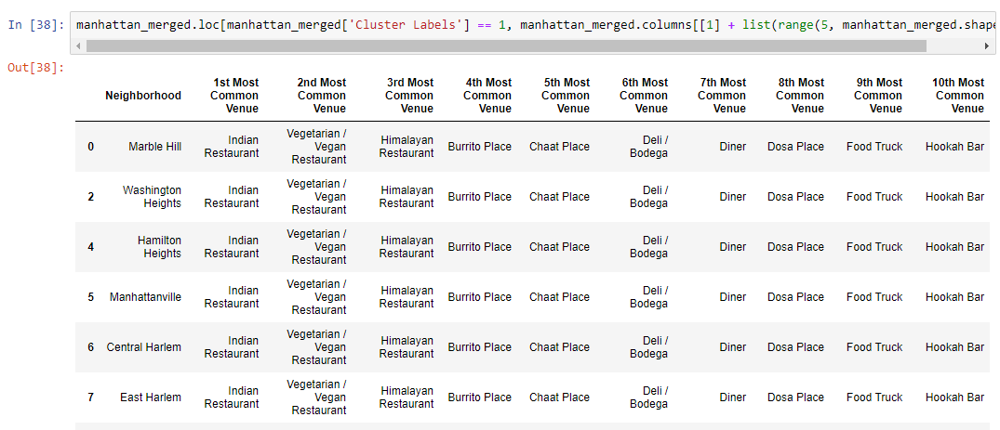 In [38]: manhattan_merged.loc[manhattan_merged['Cluster Labels'] == 1, manhattan_merged.columns[[1] + list(range(5, manhattan_merged.shape
Out[38]:
Neighborhood 1st Most Common Venue 2nd Most Common Venue 3rd Most Common Venue 4th Most Common Venue 5th Most Common Venue 6th Most Common Venue 7th Most Common Venue 8th Most Common Venue 9th Most Common Venue 10th Most Common Venue
0 Marble Hill Indian Restaurant Vegetarian / Vegan Restaurant Himalayan Restaurant Burrito Place Chaat Place Deli / Bodega Diner Dosa Place Food Truck Hookah Bar
2 Washington Heights Indian Restaurant Vegetarian / Vegan Restaurant Himalayan Restaurant Burrito Place Chaat Place Deli / Bodega Diner Dosa Place Food Truck Hookah Bar
4 Hamilton Heights Indian Restaurant Vegetarian / Vegan Restaurant Himalayan Restaurant Burrito Place Chaat Place Deli / Bodega Diner Dosa Place Food Truck Hookah Bar
5 Manhattanville Indian Restaurant Vegetarian / Vegan Restaurant Himalayan Restaurant Burrito Place Chaat Place Deli / Bodega Diner Dosa Place Food Truck Hookah Bar
6 Central Harlem Indian Restaurant Vegetarian / Vegan Restaurant Himalayan Restaurant Burrito Place Chaat Place Deli / Bodega Diner Dosa Place Food Truck Hookah Bar
7 East Harlem Indian Restaurant Vegetarian / Vegan Restaurant Himalayan Restaurant Burrito Place Chaat Place Deli / Bodega Diner Dosa Place Food Truck Hookah Bar